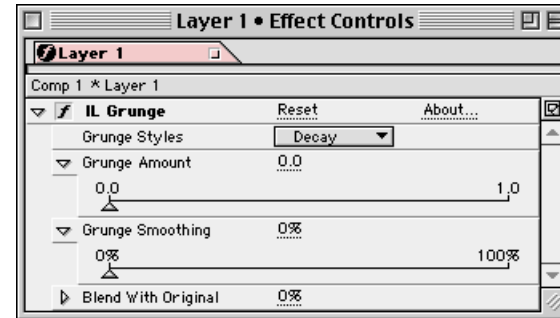 Layer 1 • Effect Controls
Layer 1
Comp 1 * Layer 1
IL Grunge Reset About...
Grunge Styles Decay
Grunge Amount 0.0
0.0 1.0
Grunge Smoothing 0%
0% 100%
Blend With Original 0%